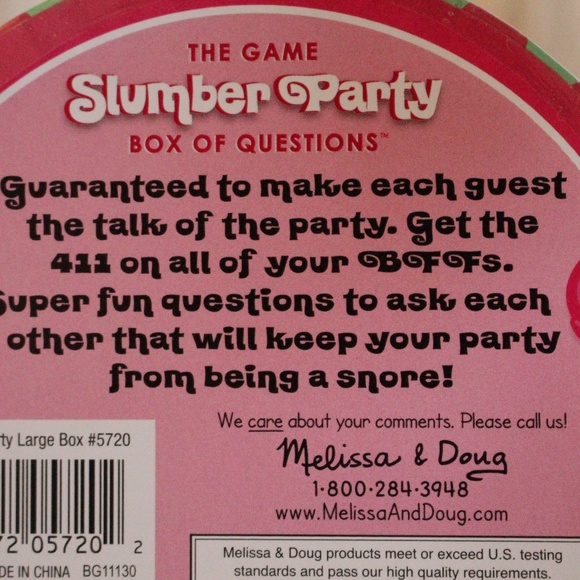 THE GAME
Slumber Party
BOX OF QUESTIONS™
Guaranteed to make each guest
the talk of the party. Get the
411 on all of your BFFs.
Super fun questions to ask each
other that will keep your party
from being a snore!
We care about your comments. Please call us!
Melissa & Doug
1·800·284·3948
www.MelissaAndDoug.com
rty Large Box #5720
72 05720 2
DE IN CHINA BG11130
Melissa & Doug products meet or exceed U.S. testing
standards and pass our high quality requirements.